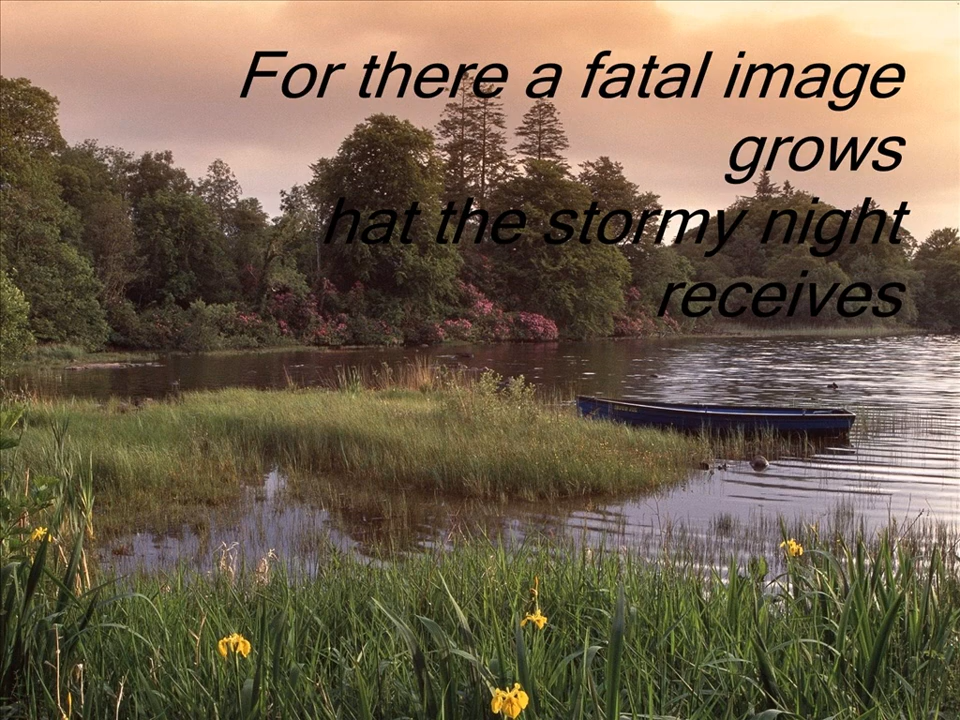 For there a fatal image
grows
hat the stormy night
receives